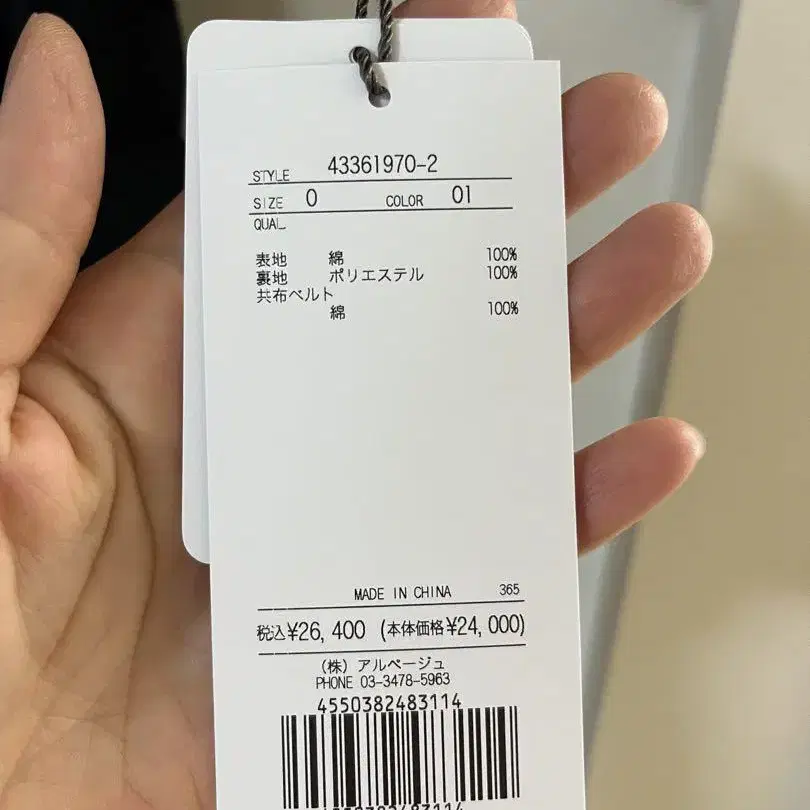 STYLE 43361970-2
SIZE 0 COLOR 01
QUAL
表地 綿 100%
裏地 ポリエステル 100%
共布ベルト
綿 100%
MADE IN CHINA 365
税込¥26,400 (本体価格¥24,000)
(株) アルページュ
PHONE 03-3478-5963
4550382483114
4550382483114